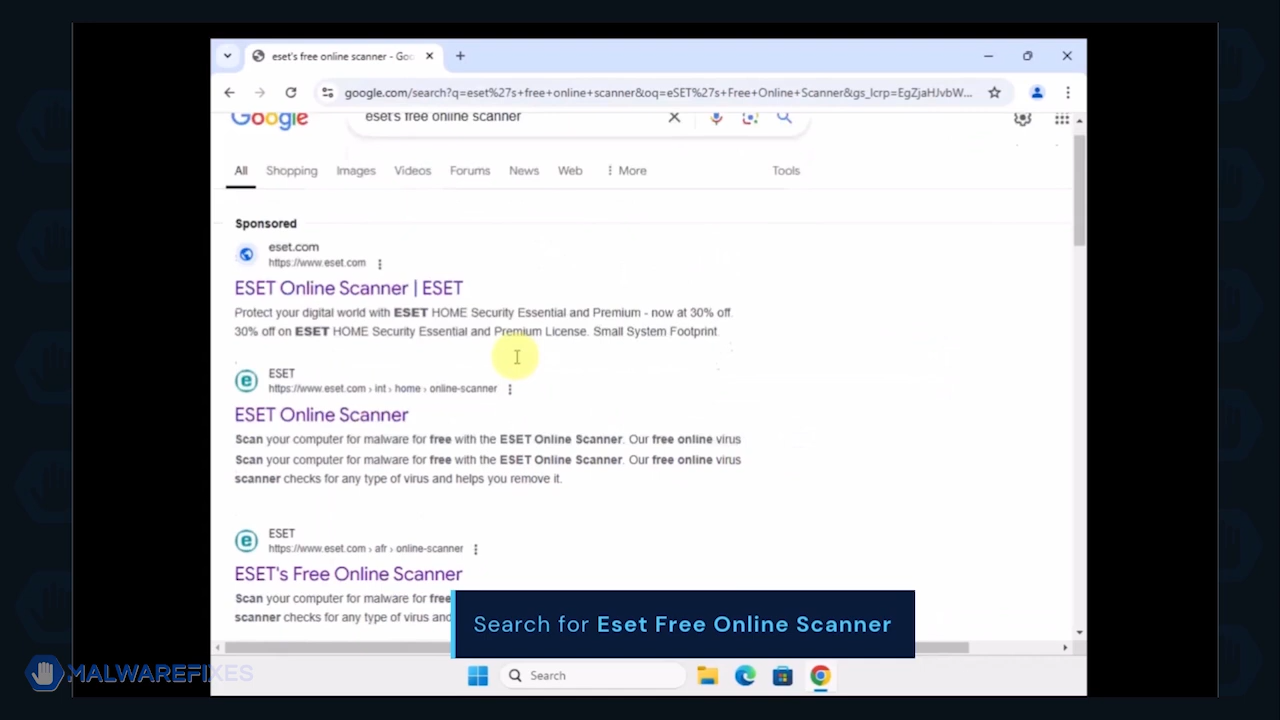 eset's free online scanner - Goo
google.com/search?q=eset%27s+free+online+scanner&oq=eSET%27s+Free+Online+Scanner&gs_lcrp=EgZjaHJvbW...
Google
eset's free online scanner
All Shopping Images Videos Forums News Web More Tools
Sponsored
eset.com
https://www.eset.com
ESET Online Scanner | ESET
Protect your digital world with ESET HOME Security Essential and Premium - now at 30% off
30% off on ESET HOME Security Essential and Premium License. Small System Footprint
ESET
https://www.eset.com › int › home › online-scanner
ESET Online Scanner
Scan your computer for malware for free with the ESET Online Scanner. Our free online virus
Scan your computer for malware for free with the ESET Online Scanner. Our free online virus
scanner checks for any type of virus and helps you remove it.
ESET
https://www.eset.com › afr › online-scanner
ESET's Free Online Scanner
Scan your computer for malware for free
scanner checks for any type of virus and
Search for Eset Free Online Scanner
MALWAREFIXES
Search